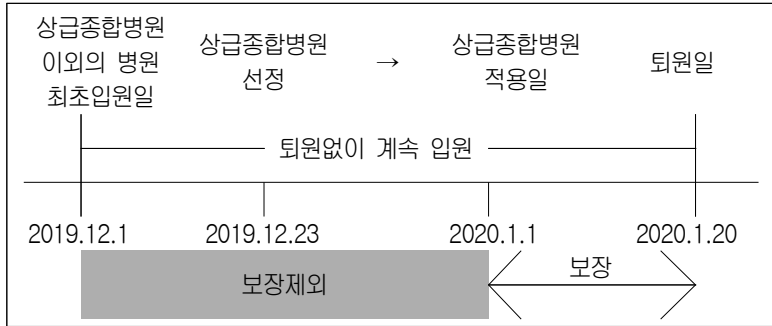 상급종합병원
이외의 병원
최초입원일
상급종합병원
선정
→
상급종합병원
적용일
퇴원일
퇴원없이 계속 입원
2019.12.1
2019.12.23
2020.1.1
2020.1.20
보장제외
보장